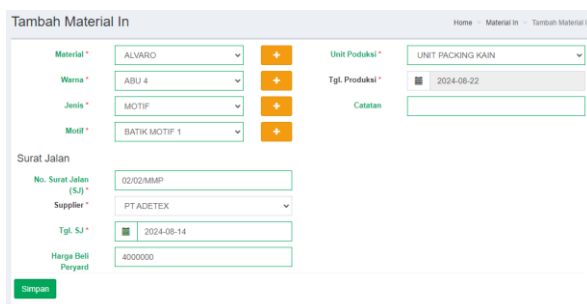 Tambah Material In
Home - Material In - Tambah Material
Material * ALVARO + Unit Poduksi * UNIT PACKING KAIN
Warna * ABU 4 + Tgl. Produksi * 2024-08-22
Jenis * MOTIF + Catatan
Motif * BATIK MOTIF 1 +
Surat Jalan
No. Surat Jalan 02/02/MMP
(SJ) *
Supplier * PT ADETEX
Tgl. SJ * 2024-08-14
Harga Beli 4000000
Peryard
Simpan